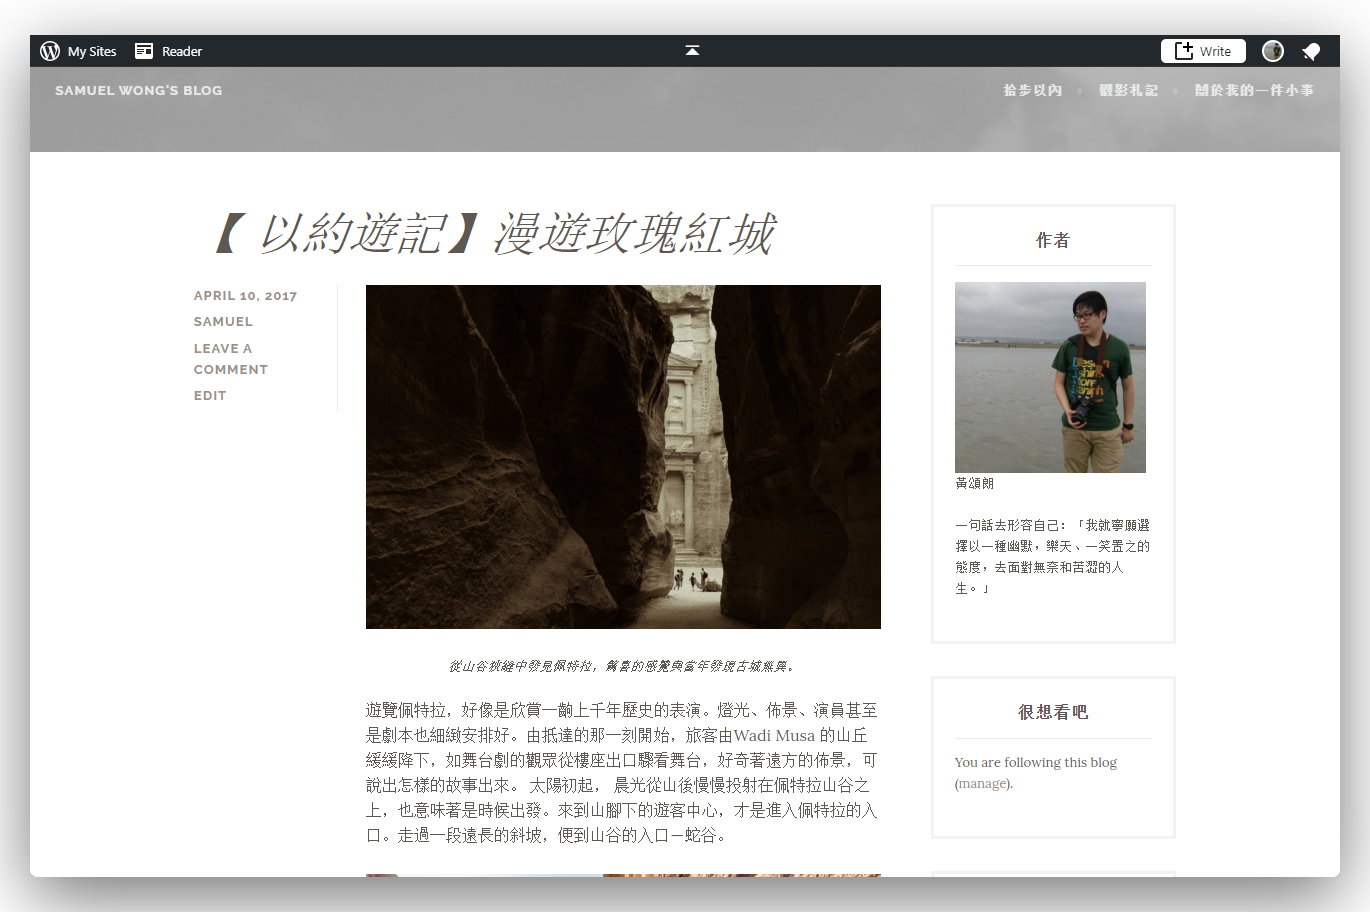 My Sites
Reader
Write
SAMUEL WONG'S BLOG
拾步以內
觀影札記
關於我的一件小事
【 以約遊記】漫遊玫瑰紅城
APRIL 10, 2017
SAMUEL
LEAVE A
COMMENT
EDIT
從山谷狹縫中發見佩特拉，驚喜的感覺與當年發現古城無異。
遊覽佩特拉，好像是欣賞一齣上千年歷史的表演。燈光、佈景、演員甚至
是劇本也細緻安排好。由抵達的那一刻開始，旅客由Wadi Musa 的山丘
緩緩降下，如舞台劇的觀眾從樓座出口驟看舞台，好奇著遠方的佈景，可
說出怎樣的故事出來。 太陽初起， 晨光從山後慢慢投射在佩特拉山谷之
上，也意味著是時候出發。來到山腳下的遊客中心，才是進入佩特拉的入
口。走過一段遠長的斜坡，便到山谷的入口－蛇谷。
作者
黃頌朗
一句話去形容自己：「我就寧願選
擇以一種幽默，樂天、一笑置之的
態度，去面對無奈和苦澀的人
生。」
很想看吧
You are following this blog
(manage).